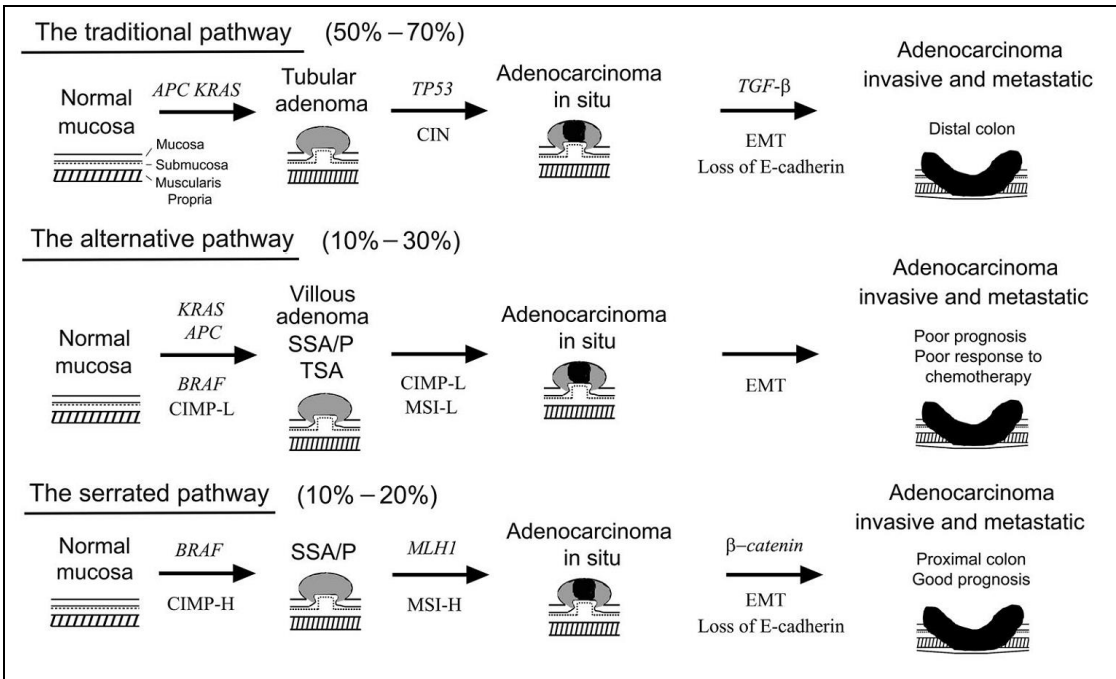 The traditional pathway (50%–70%)
Normal
mucosa
Mucosa
Submucosa
Muscularis
Propria
APC KRAS
Tubular
adenoma
TP53
CIN
Adenocarcinoma
in situ
TGF-β
EMT
Loss of E-cadherin
Adenocarcinoma
invasive and metastatic
Distal colon
The alternative pathway (10%–30%)
Normal
mucosa
KRAS
APC
BRAF
CIMP-L
Villous
adenoma
SSA/P
TSA
CIMP-L
MSI-L
Adenocarcinoma
in situ
EMT
Adenocarcinoma
invasive and metastatic
Poor prognosis
Poor response to
chemotherapy
The serrated pathway (10%–20%)
Normal
mucosa
BRAF
CIMP-H
SSA/P
MLH1
MSI-H
Adenocarcinoma
in situ
β–catenin
EMT
Loss of E-cadherin
Adenocarcinoma
invasive and metastatic
Proximal colon
Good prognosis